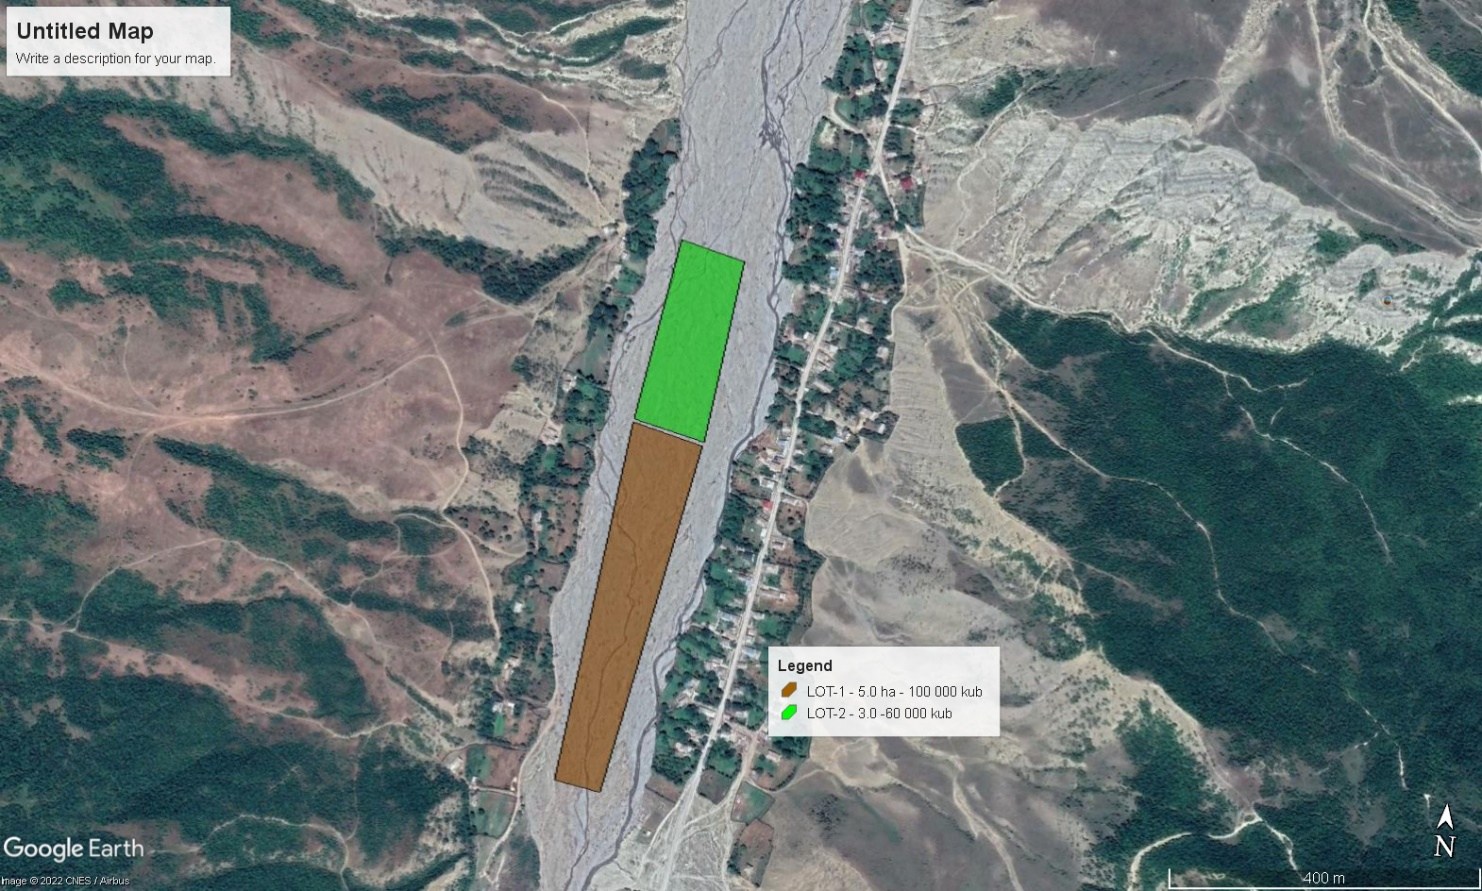 Untitled Map
Write a description for your map.
Legend
LOT-1 - 5.0 ha - 100 000 kub
LOT-2 - 3.0 -60 000 kub
N
Google Earth
400 m
Image © 2022 CNES / Airbus